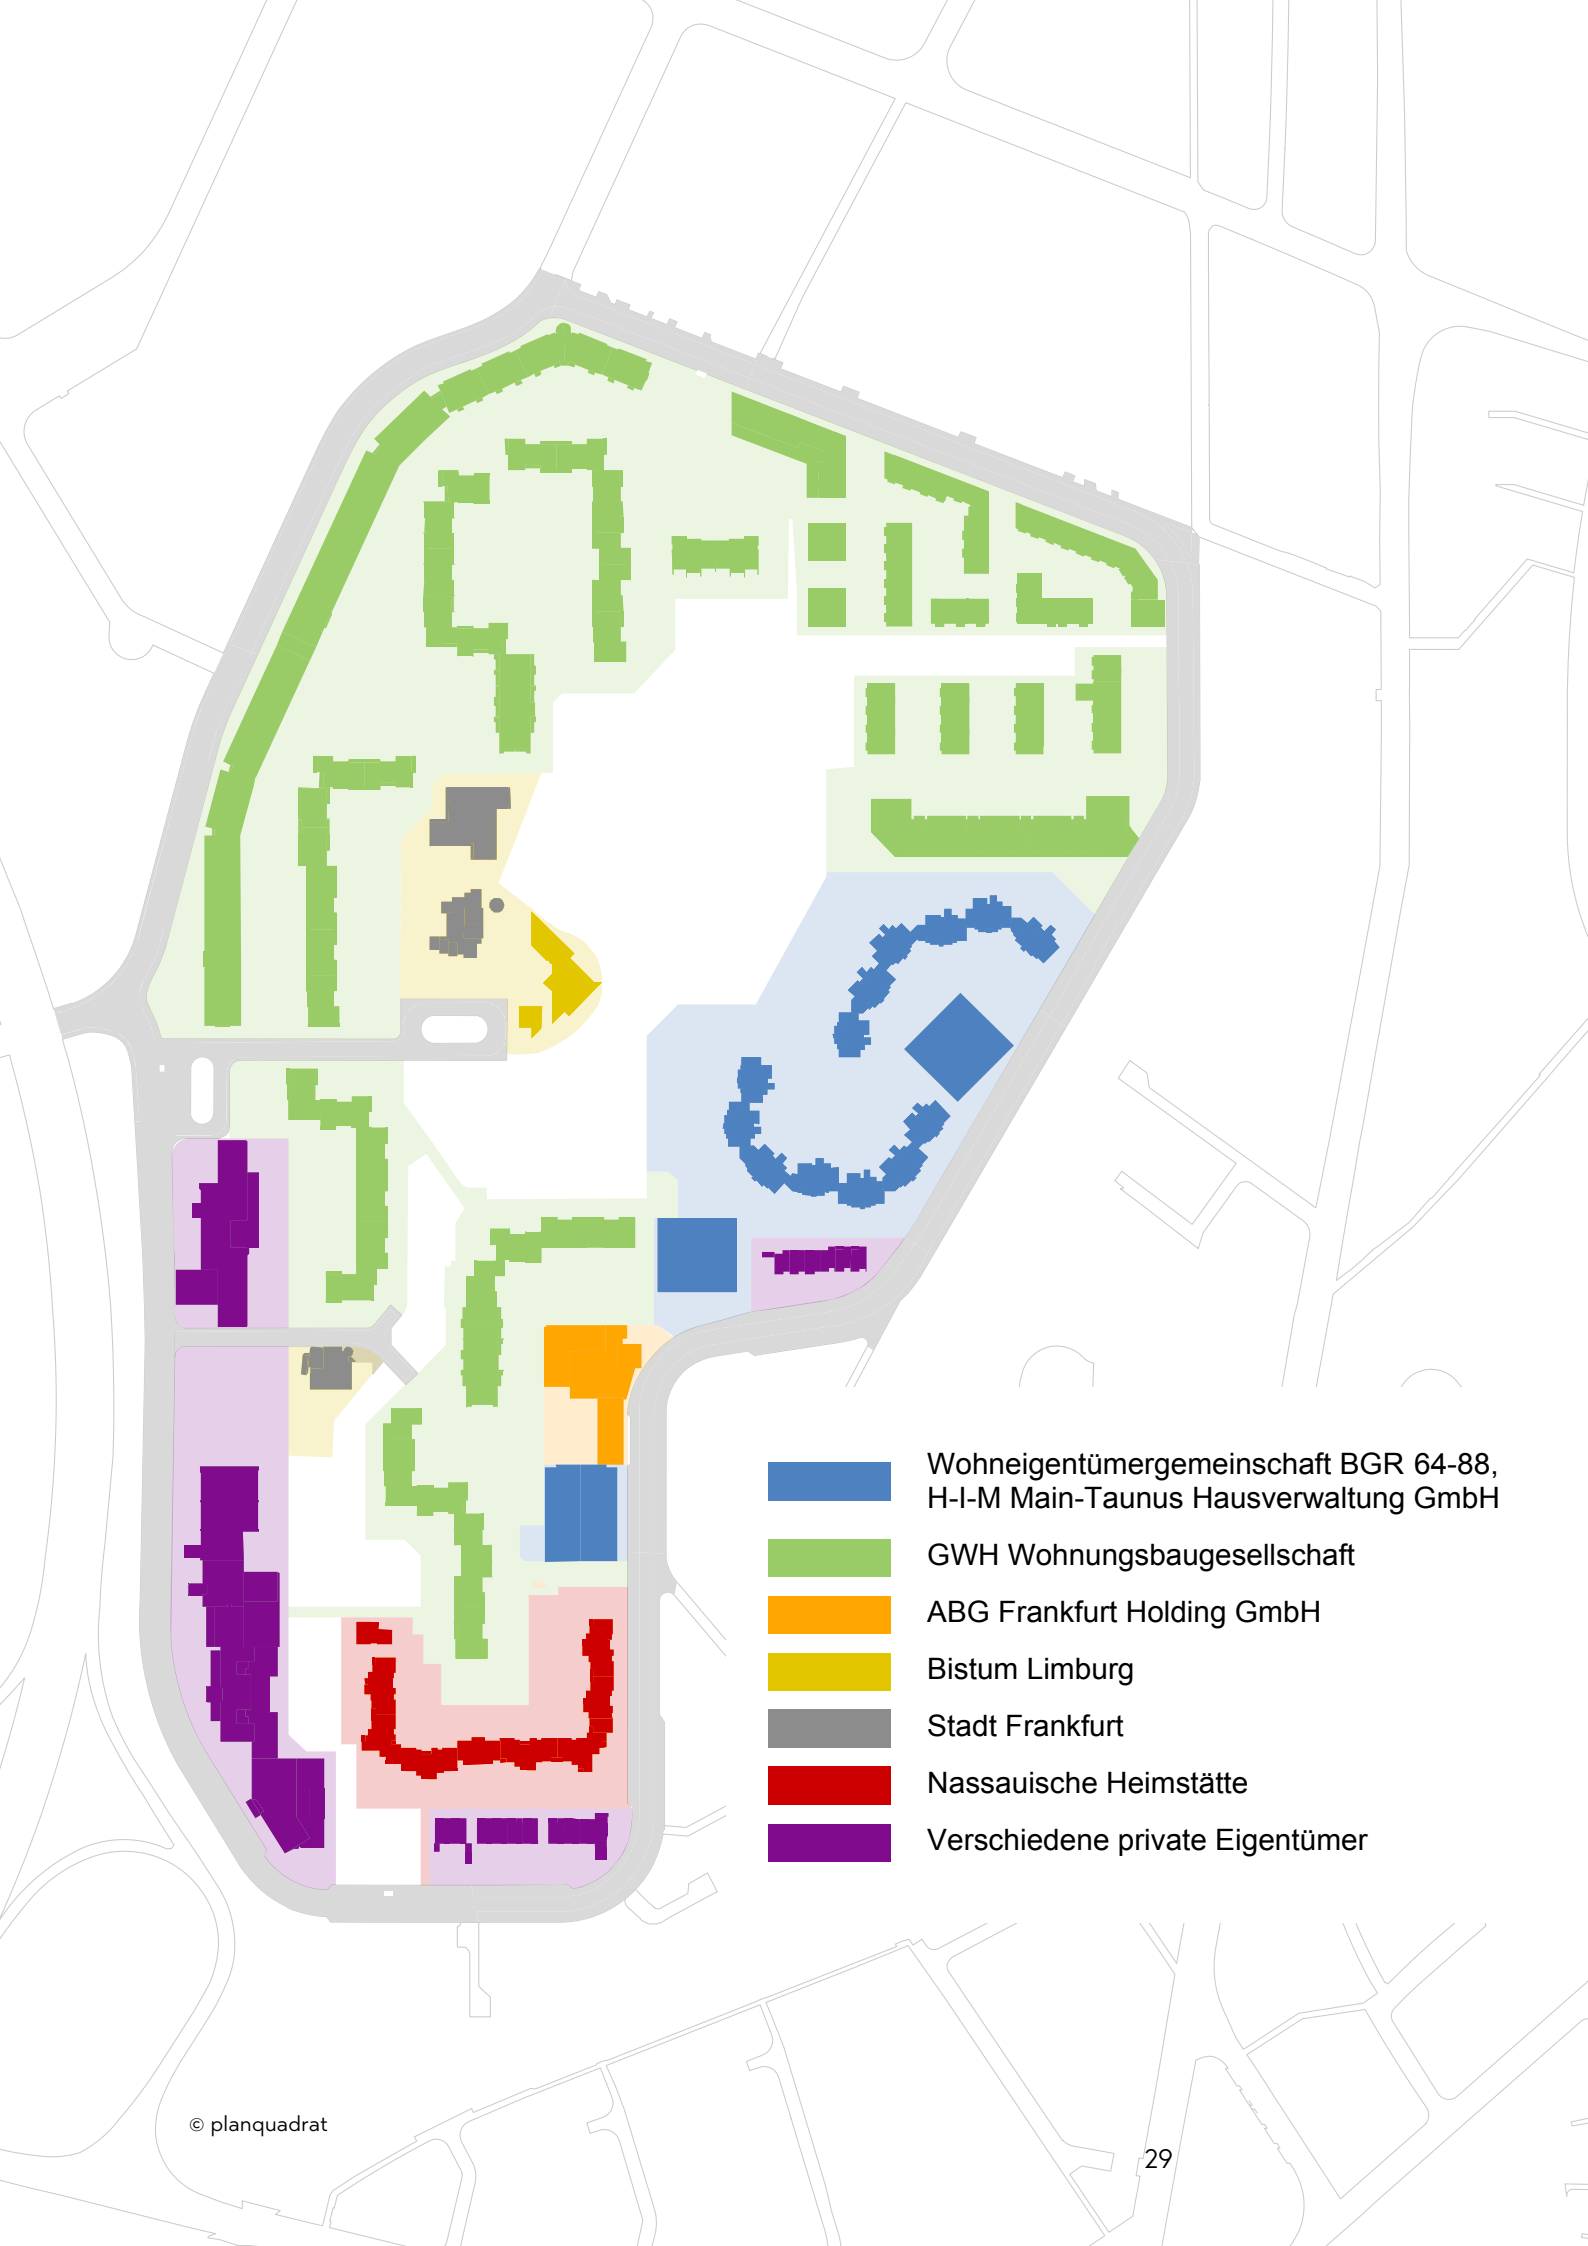 Wohneigentümergemeinschaft BGR 64-88,
H-I-M Main-Taunus Hausverwaltung GmbH
GWH Wohnungsbaugesellschaft
ABG Frankfurt Holding GmbH
Bistum Limburg
Stadt Frankfurt
Nassauische Heimstätte
Verschiedene private Eigentümer
© planquadrat
29